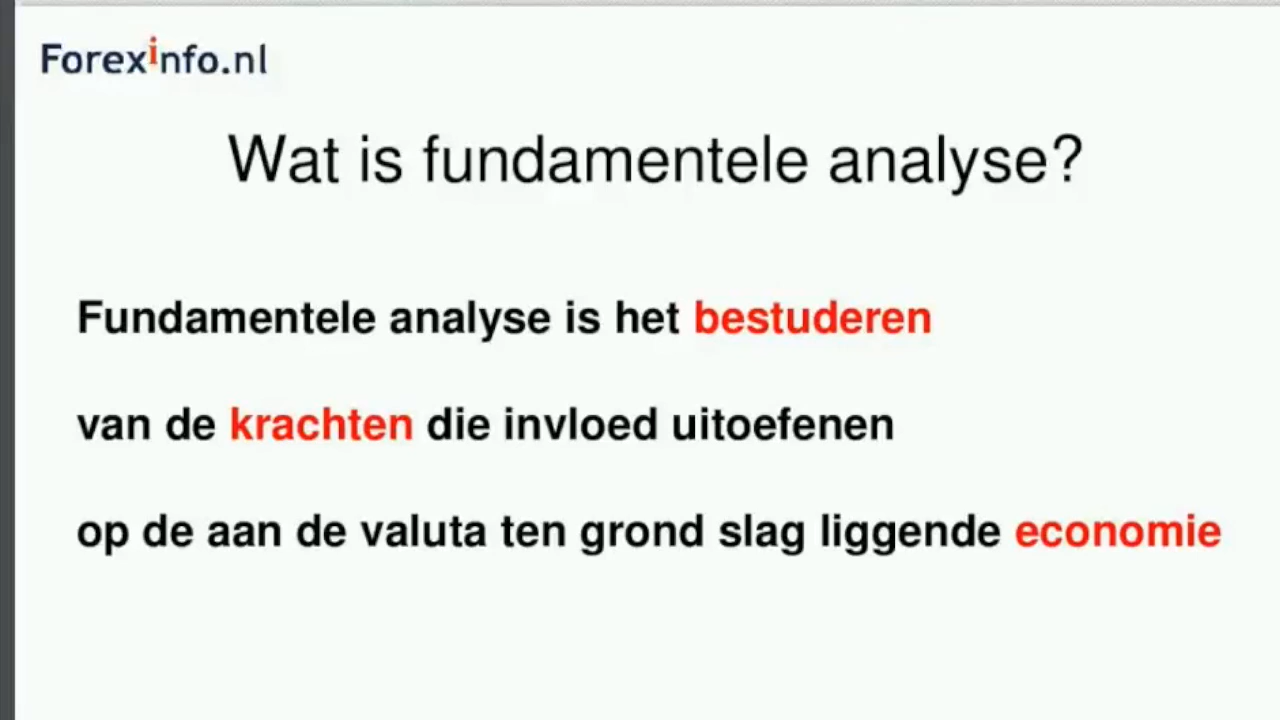 Forexinfo.nl
Wat is fundamentele analyse?
Fundamentele analyse is het bestuderen
van de krachten die invloed uitoefenen
op de aan de valuta ten grond slag liggende economie